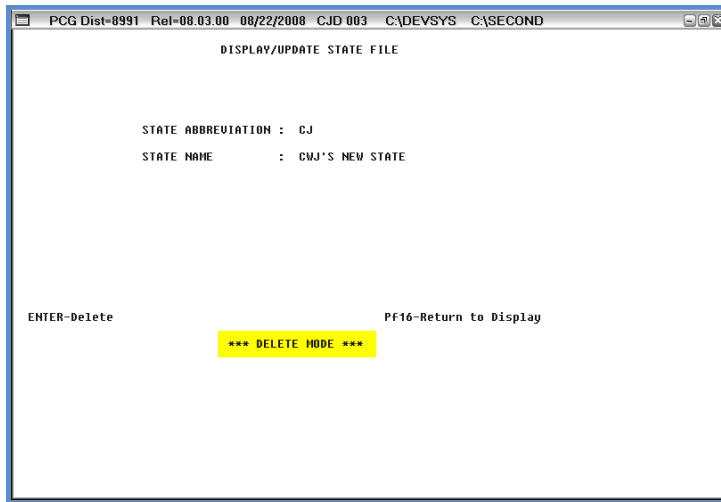 PCG Dist=8991 Rel=08.03.00 08/22/2008 CJD 003 C:\DEVSYS C:\SECOND
DISPLAY/UPDATE STATE FILE
STATE ABBREVIATION : CJ
STATE NAME : CWJ'S NEW STATE
ENTER-Delete Pf16-Return to Display
*** DELETE MODE ***